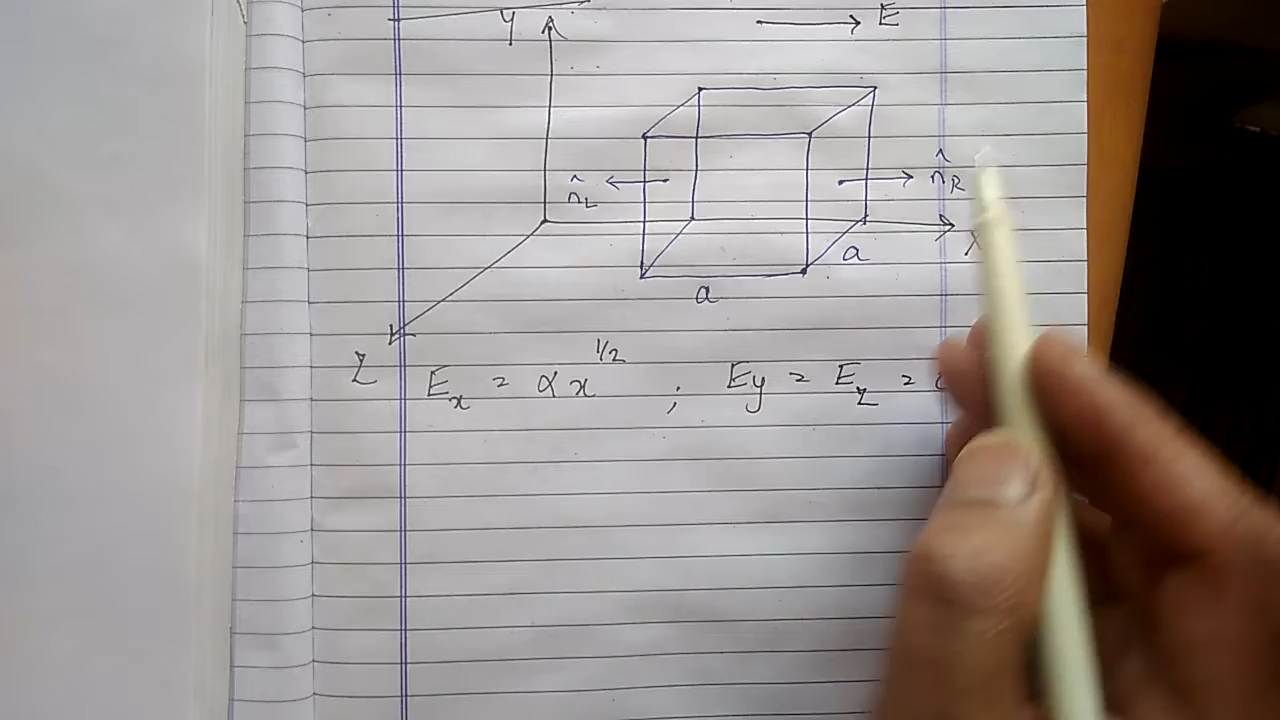 Y
E
n̂L
n̂R
X
a
a
Z
Ex = αx^1/2 ; Ey = Ez =